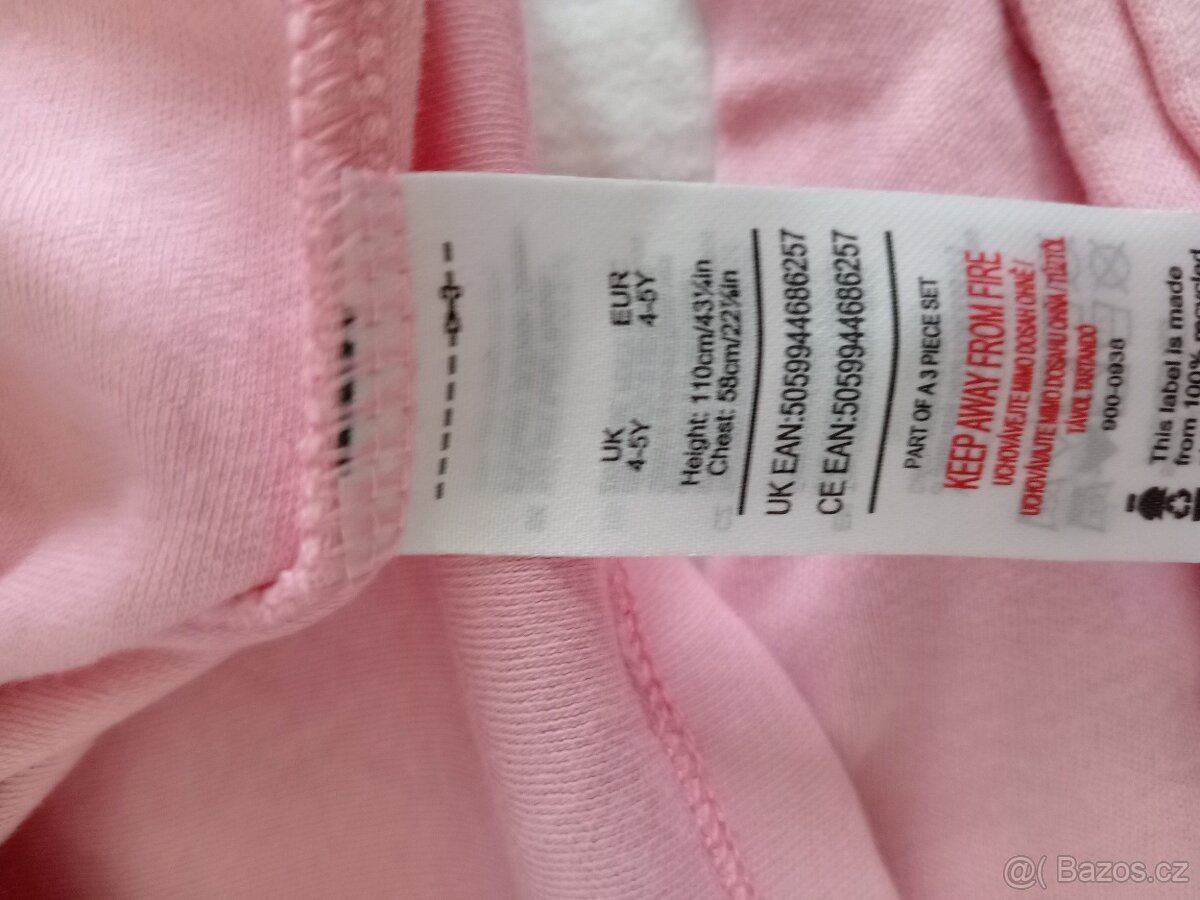 UK EUR
4-5Y 4-5Y
Height: 110cm/43¼in
Chest: 58cm/22¾in
UK EAN:5059944686257
CE EAN:5059944686257
PART OF A 3 PIECE SET
KEEP AWAY FROM FIRE
UCHOVÁVEJTE MIMO DOSAH OHNĚ /
UCHOVÁVAJTE MIMO DOSAHU OHŇA / TŰZTŐL
TÁVOL TARTANDÓ
900-0938
This label is made
from 100% recycled
@( Bazos.cz